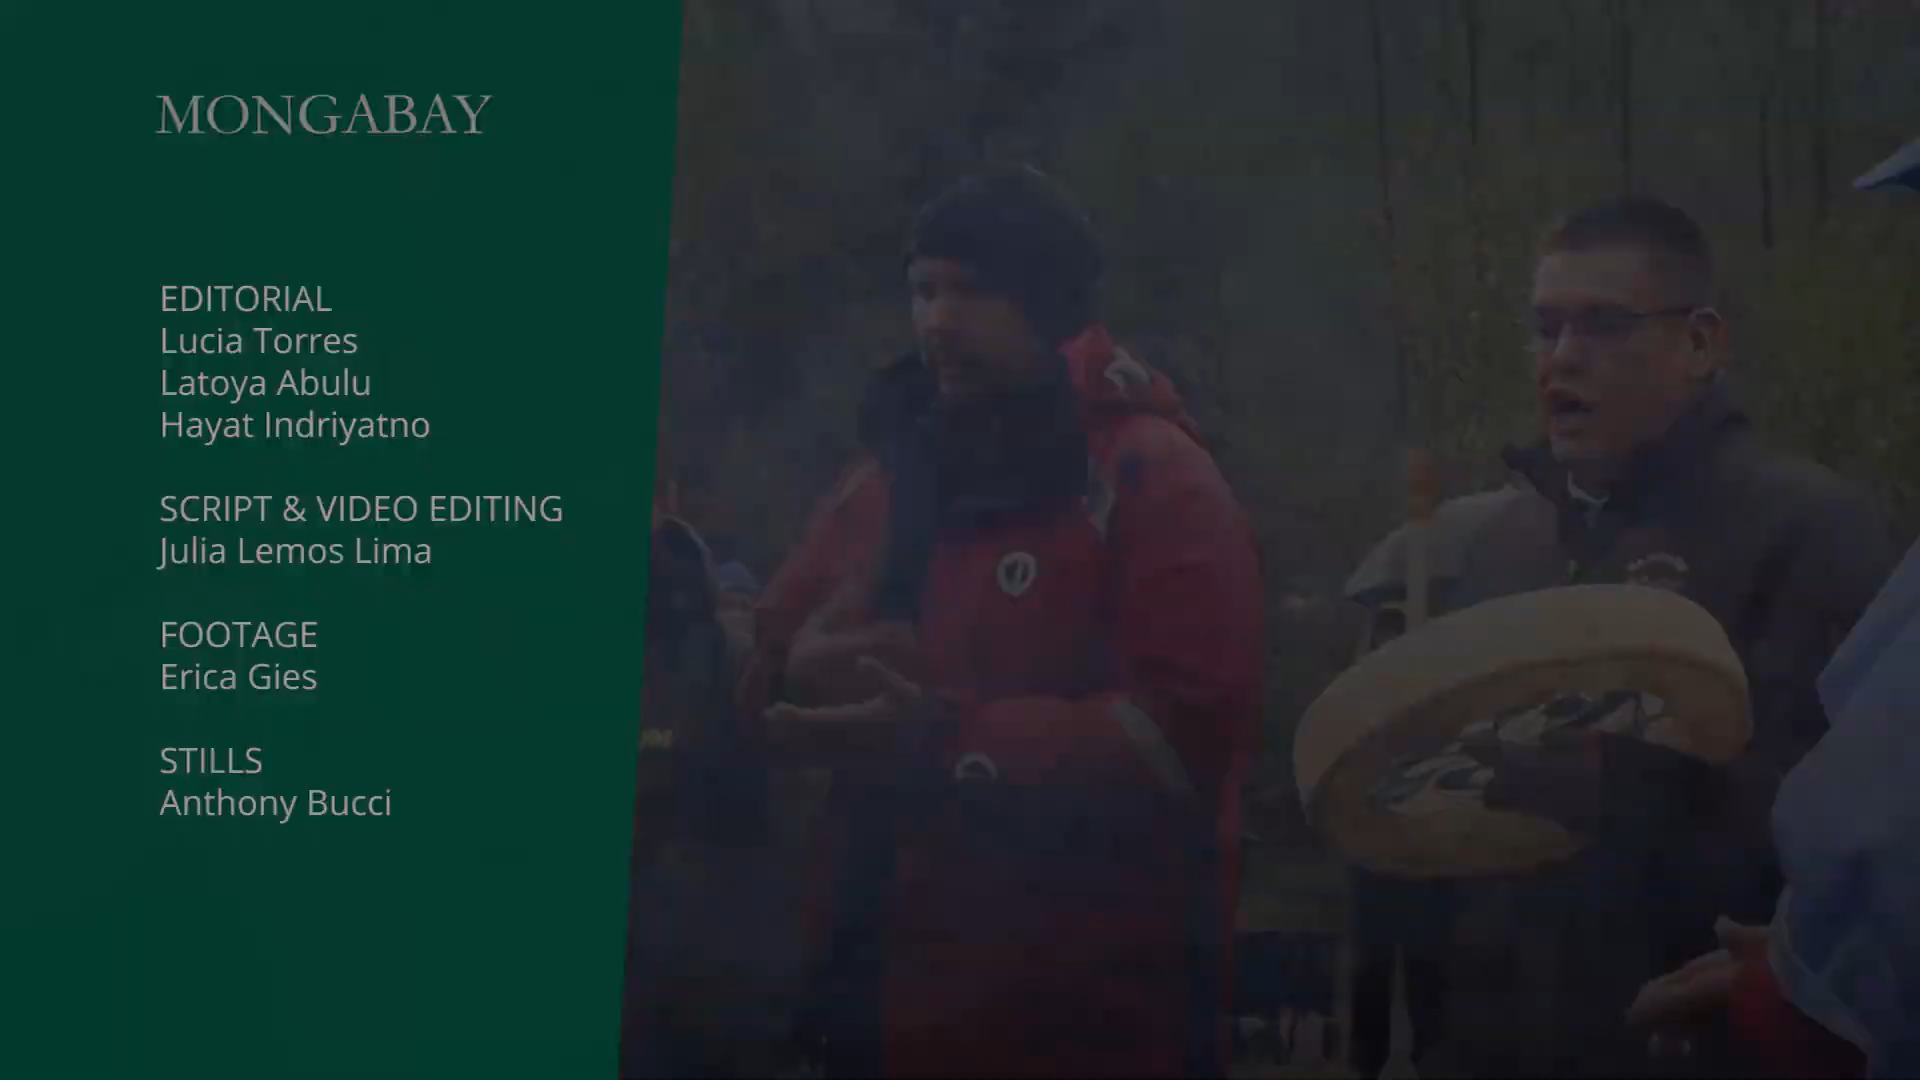 MONGABAY
EDITORIAL
Lucia Torres
Latoya Abulu
Hayat Indriyatno
SCRIPT & VIDEO EDITING
Julia Lemos Lima
FOOTAGE
Erica Gies
STILLS
Anthony Bucci